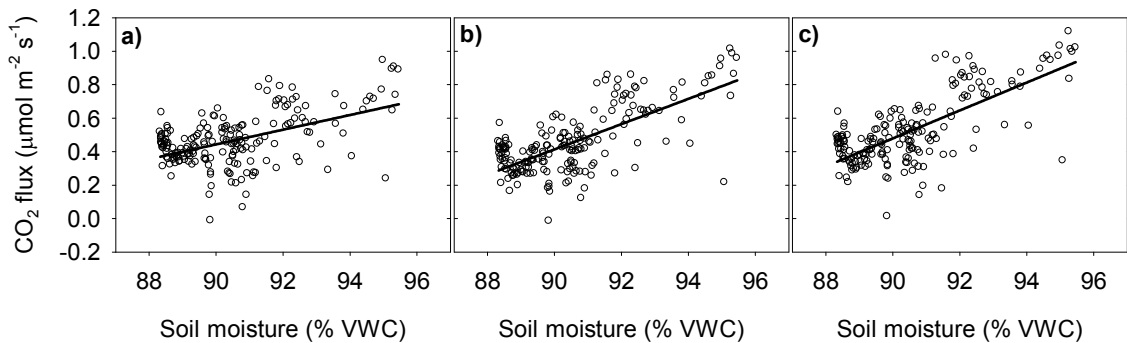 CO₂ flux (μmol m⁻² s⁻¹)
1.2
1.0
0.8
0.6
0.4
0.2
0.0
-0.2
a)
b)
c)
88 90 92 94 96
88 90 92 94 96
88 90 92 94 96
Soil moisture (% VWC)
Soil moisture (% VWC)
Soil moisture (% VWC)